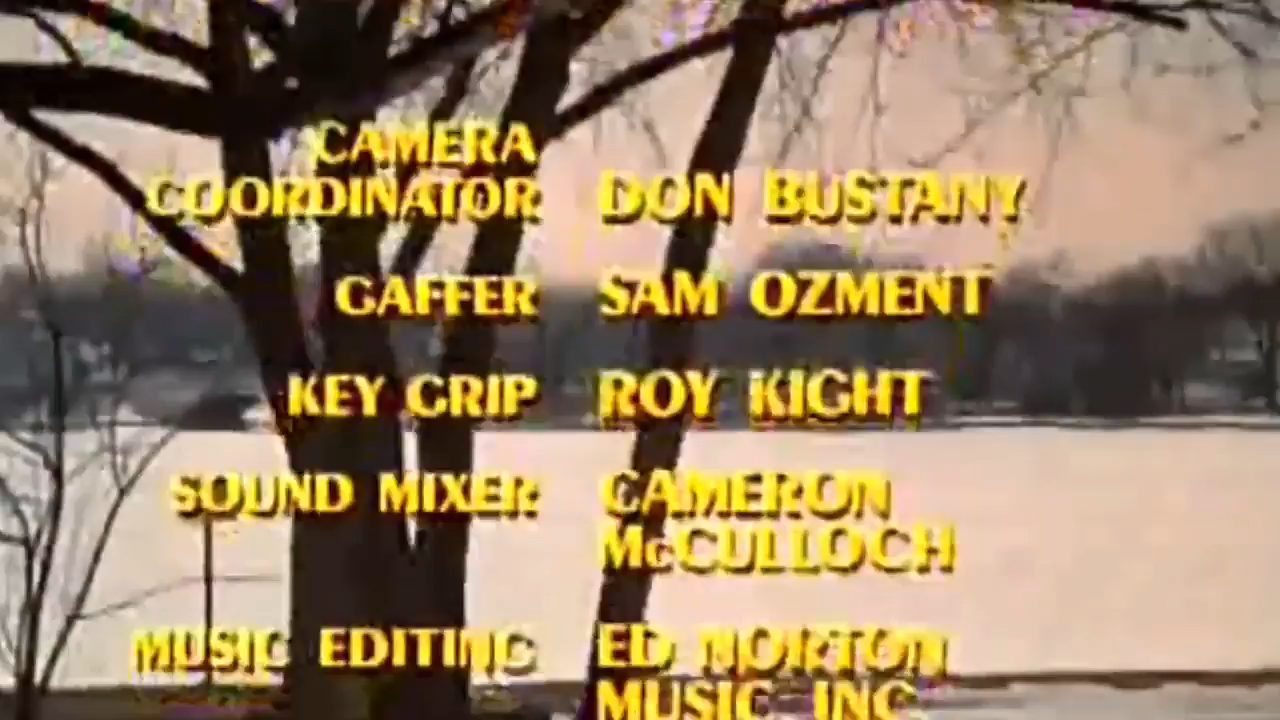 CAMERA
COORDINATOR DON BUSTANY
GAFFER SAM OZMENT
KEY GRIP ROY KIGHT
SOUND MIXER CAMERON
McCULLOCH
MUSIC EDITING ED NORTON
MUSIC, INC.